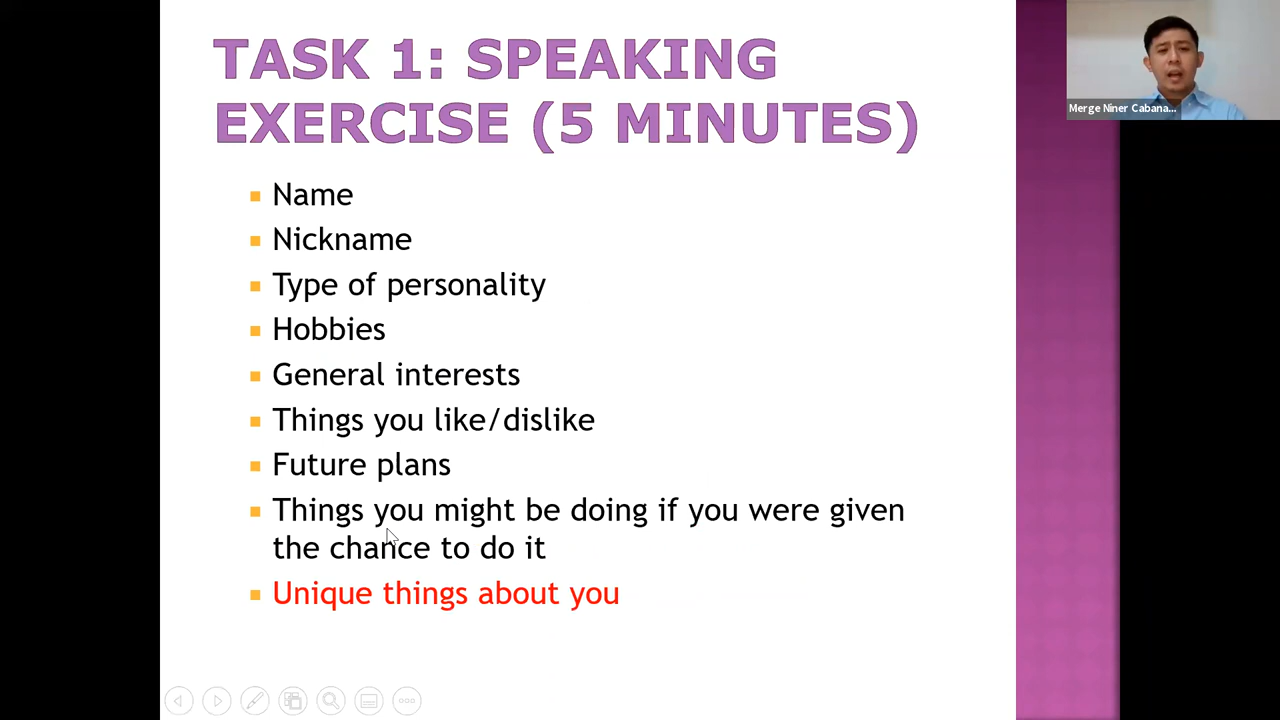 TASK 1: SPEAKING
EXERCISE (5 MINUTES)
Name
Nickname
Type of personality
Hobbies
General interests
Things you like/dislike
Future plans
Things you might be doing if you were given
the chance to do it
Unique things about you
Merge Niner Cabana...